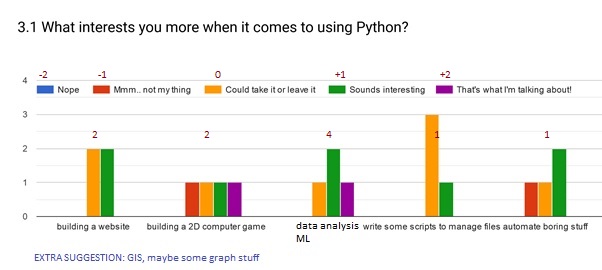 3.1 What interests you more when it comes to using Python?
-2 -1 0 +1 +2
4 Nope Mmm.. not my thing Could take it or leave it Sounds interesting That's what I'm talking about!
3
2 2 4 1 1
2
1
0
building a website building a 2D computer game data analysis write some scripts to manage files automate boring stuff
ML
EXTRA SUGGESTION: GIS, maybe some graph stuff